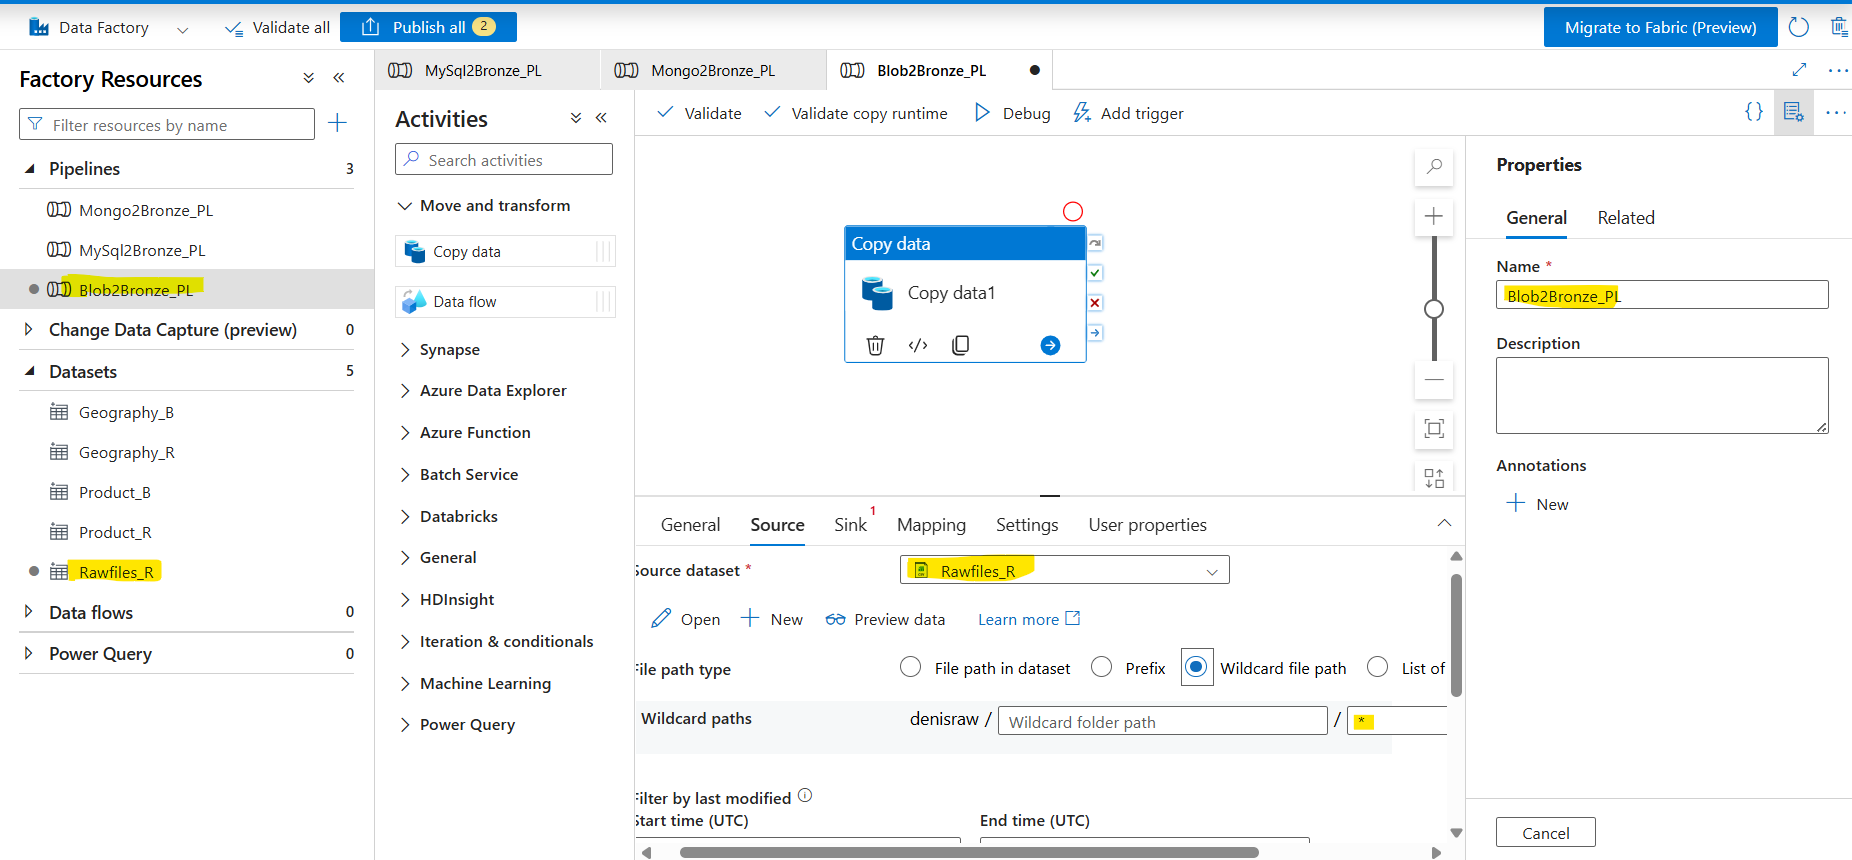 Data Factory
Validate all
Publish all 2
Migrate to Fabric (Preview)
Factory Resources
Filter resources by name
Pipelines 3
Mongo2Bronze_PL
MySql2Bronze_PL
Blob2Bronze_PL
Change Data Capture (preview) 0
Datasets 5
Geography_B
Geography_R
Product_B
Product_R
Rawfiles_R
Data flows 0
Power Query 0
MySql2Bronze_PL
Mongo2Bronze_PL
Blob2Bronze_PL
Activities
Search activities
Move and transform
Copy data
Data flow
Synapse
Azure Data Explorer
Azure Function
Batch Service
Databricks
General
HDInsight
Iteration & conditionals
Machine Learning
Power Query
Validate
Validate copy runtime
Debug
Add trigger
{}
...
Copy data
Copy data1
General
Source
Sink 1
Mapping
Settings
User properties
Source dataset *
Rawfiles_R
Open
New
Preview data
Learn more
File path type
File path in dataset
Prefix
Wildcard file path
List of
Wildcard paths
denisraw / Wildcard folder path / *
Filter by last modified
Start time (UTC)
End time (UTC)
Properties
General
Related
Name *
Blob2Bronze_PL
Description
Annotations
New
Cancel